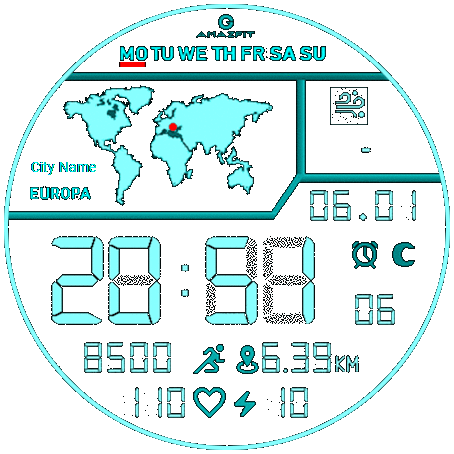 AMAZFIT
MO TU WE TH FR SA SU
-
City Name
EUROPA
06.01
20:54
06
8500 6.39KM
110 10